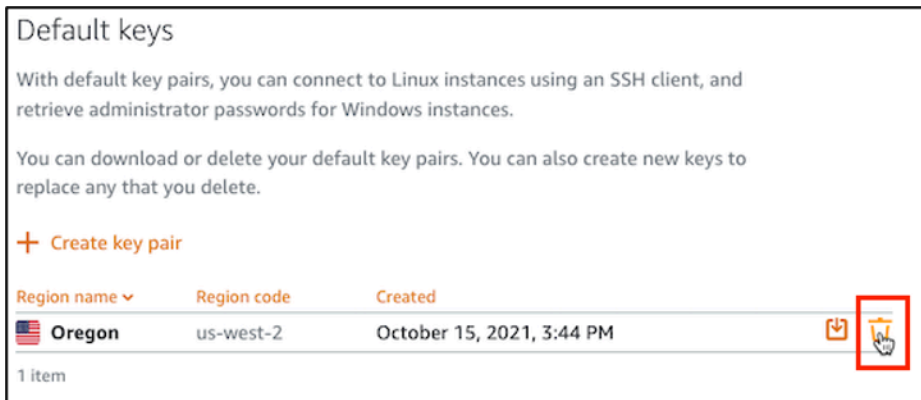 Default keys
With default key pairs, you can connect to Linux instances using an SSH client, and
retrieve administrator passwords for Windows instances.
You can download or delete your default key pairs. You can also create new keys to
replace any that you delete.
+ Create key pair
Region name Region code Created
Oregon us-west-2 October 15, 2021, 3:44 PM
1 item